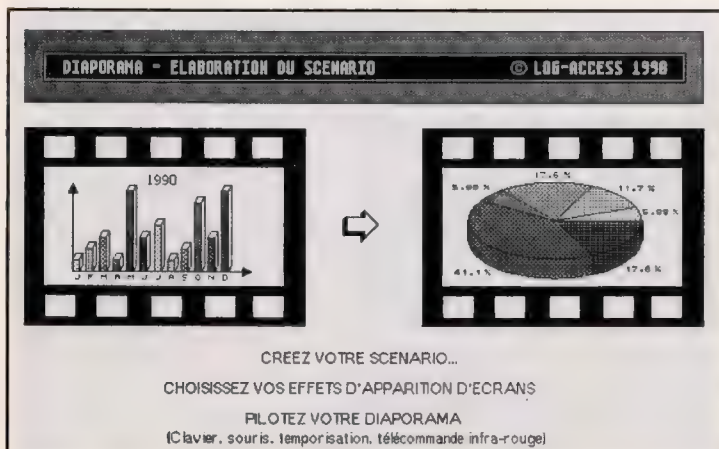 DIAPORAMA - ELABORATION DU SCENARIO
© LOG-ACCESS 1990
1990
J F M A M J J A S O N D
17.6 %
11.7 %
5.88 %
5.88 %
41.1 %
17.6 %
CREEZ VOTRE SCENARIO...
CHOISISSEZ VOS EFFETS D'APPARITION D'ECRANS
PILOTEZ VOTRE DIAPORAMA
(Clavier, souris, temporisation, télécommande infra-rouge)